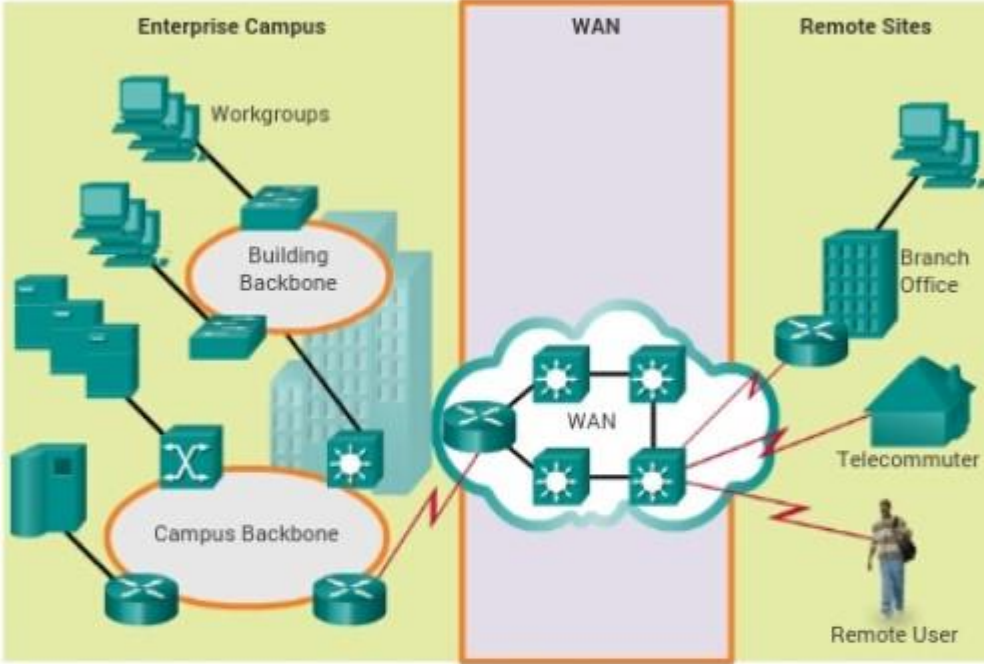 Enterprise Campus
WAN
Remote Sites
Workgroups
Building
Backbone
Branch
Office
WAN
Telecommuter
Campus Backbone
Remote User